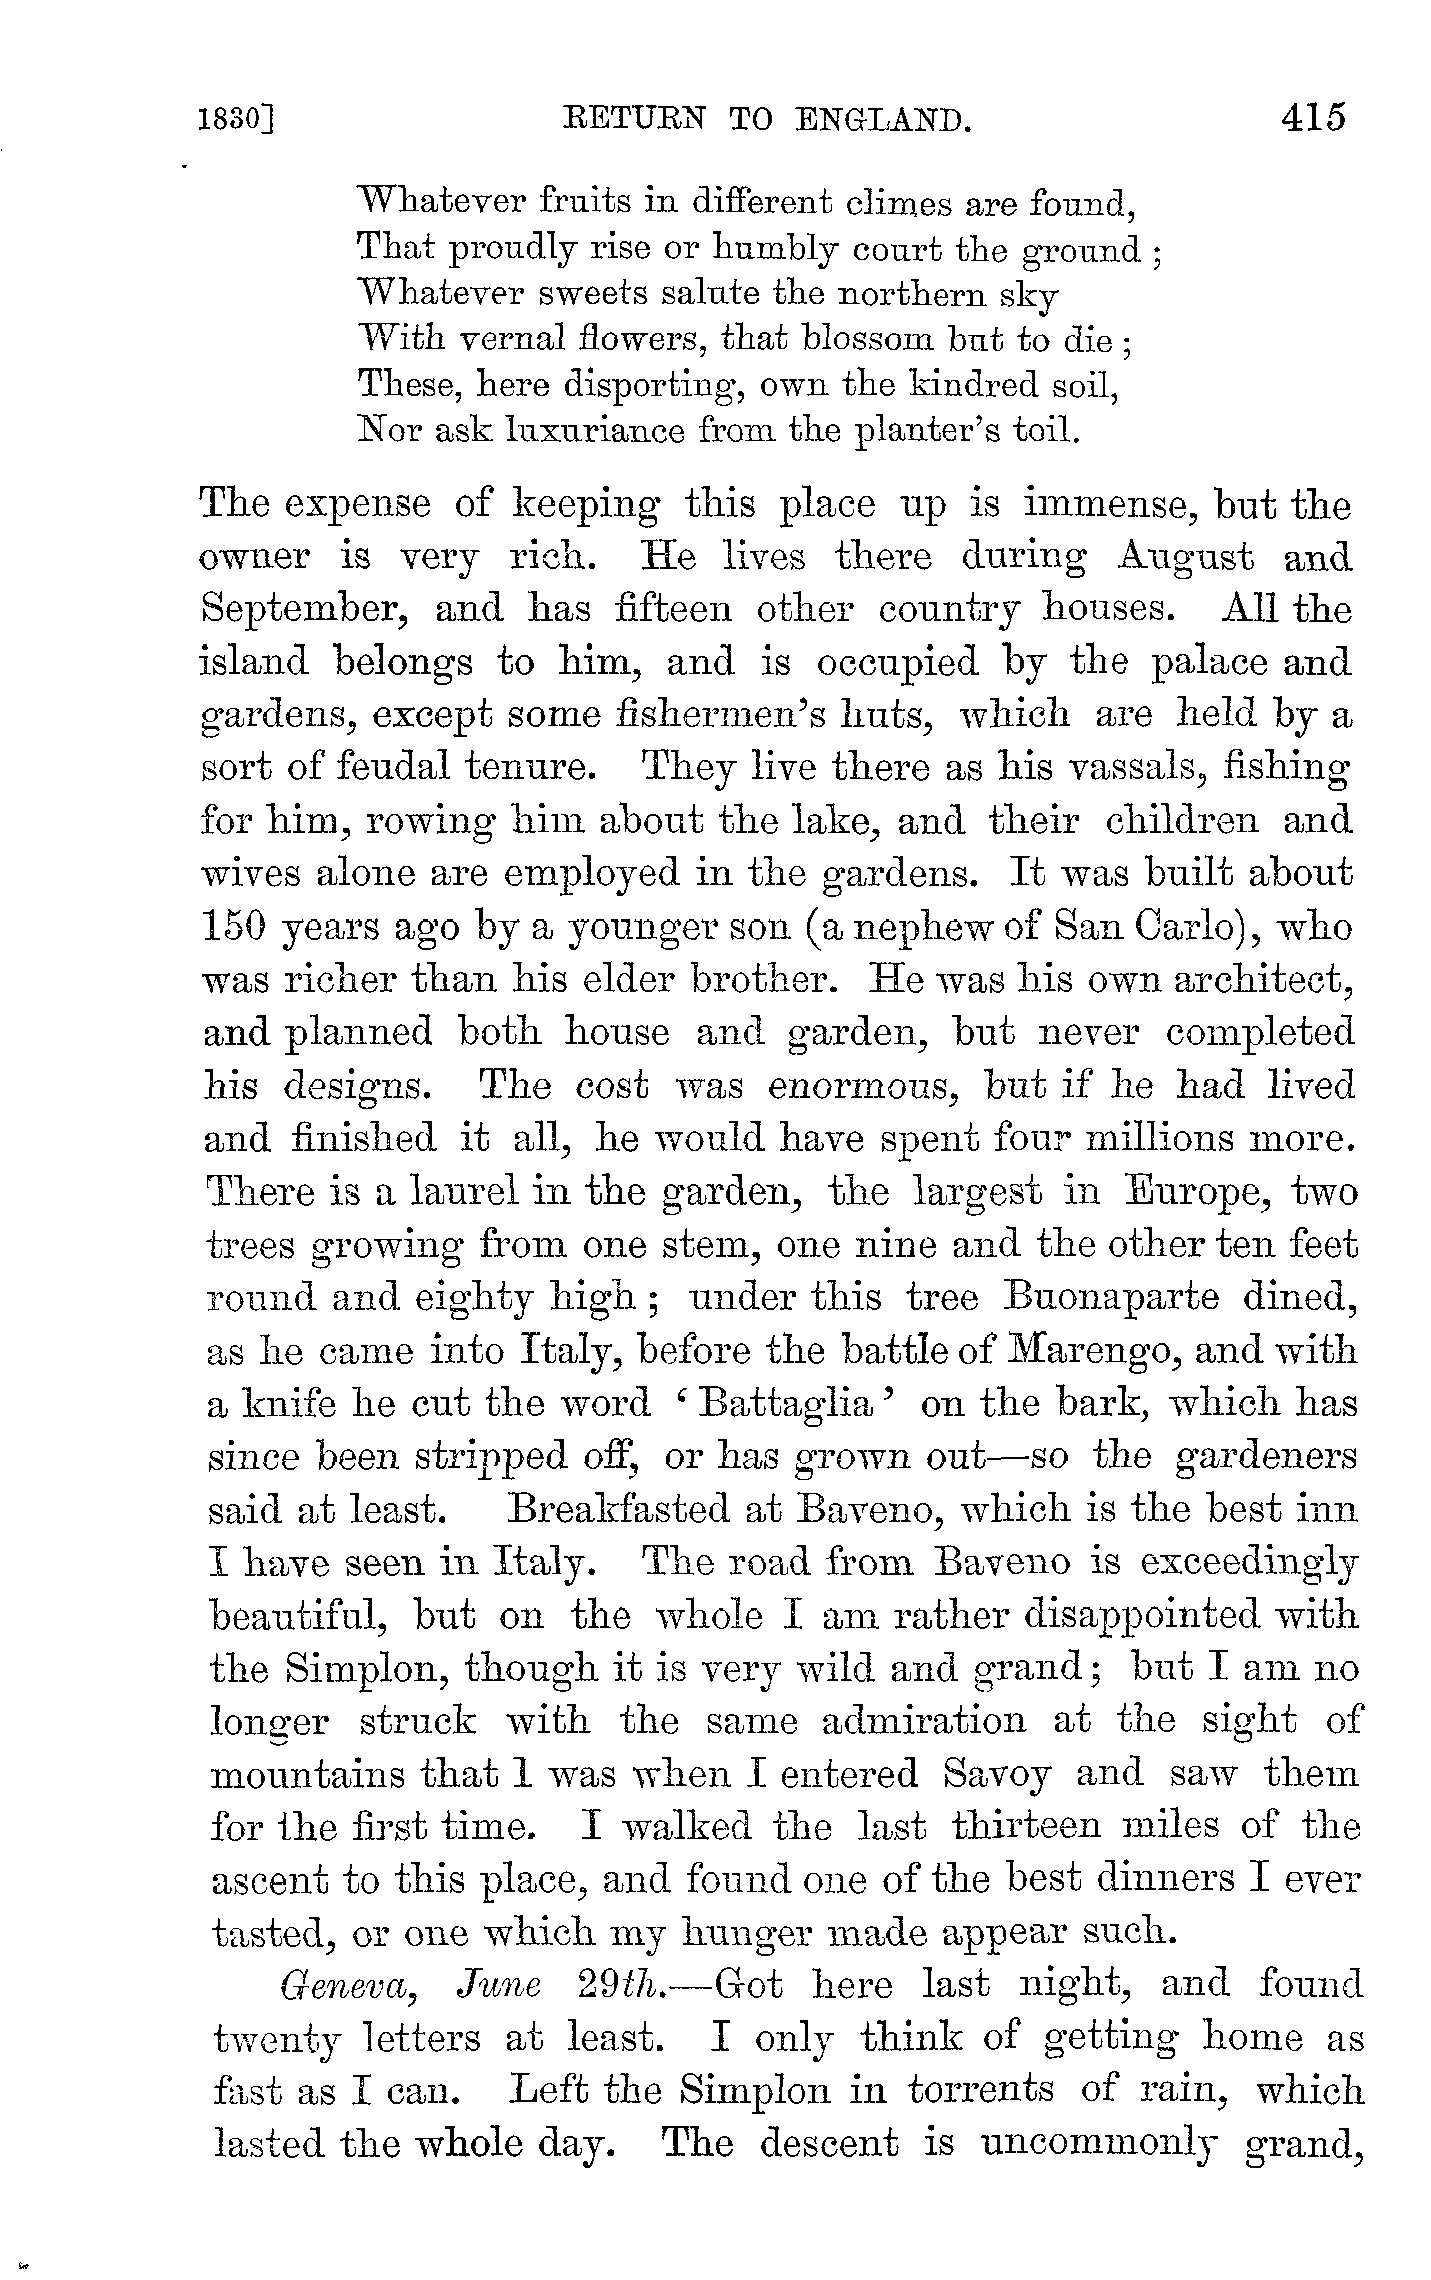 1830] RETURN TO ENGLAND. 415
Whatever fruits in different climes are found,
That proudly rise or humbly court the ground ;
Whatever sweets salute the northern sky
With vernal flowers, that blossom but to die ;
These, here disporting, own the kindred soil,
Nor ask luxuriance from the planter's toil.
The expense of keeping this place up is immense, but the
owner is very rich. He lives there during August and
September, and has fifteen other country houses. All the
island belongs to him, and is occupied by the palace and
gardens, except some fishermen's huts, which are held by a
sort of feudal tenure. They live there as his vassals, fishing
for him, rowing him about the lake, and their children and
wives alone are employed in the gardens. It was built about
150 years ago by a younger son (a nephew of San Carlo), who
was richer than his elder brother. He was his own architect,
and planned both house and garden, but never completed
his designs. The cost was enormous, but if he had lived
and finished it all, he would have spent four millions more.
There is a laurel in the garden, the largest in Europe, two
trees growing from one stem, one nine and the other ten feet
round and eighty high ; under this tree Buonaparte dined,
as he came into Italy, before the battle of Marengo, and with
a knife he cut the word ' Battaglia ' on the bark, which has
since been stripped off, or has grown out—so the gardeners
said at least. Breakfasted at Baveno, which is the best inn
I have seen in Italy. The road from Baveno is exceedingly
beautiful, but on the whole I am rather disappointed with
the Simplon, though it is very wild and grand ; but I am no
longer struck with the same admiration at the sight of
mountains that I was when I entered Savoy and saw them
for the first time. I walked the last thirteen miles of the
ascent to this place, and found one of the best dinners I ever
tasted, or one which my hunger made appear such.
Geneva, June 29th.—Got here last night, and found
twenty letters at least. I only think of getting home as
fast as I can. Left the Simplon in torrents of rain, which
lasted the whole day. The descent is uncommonly grand,